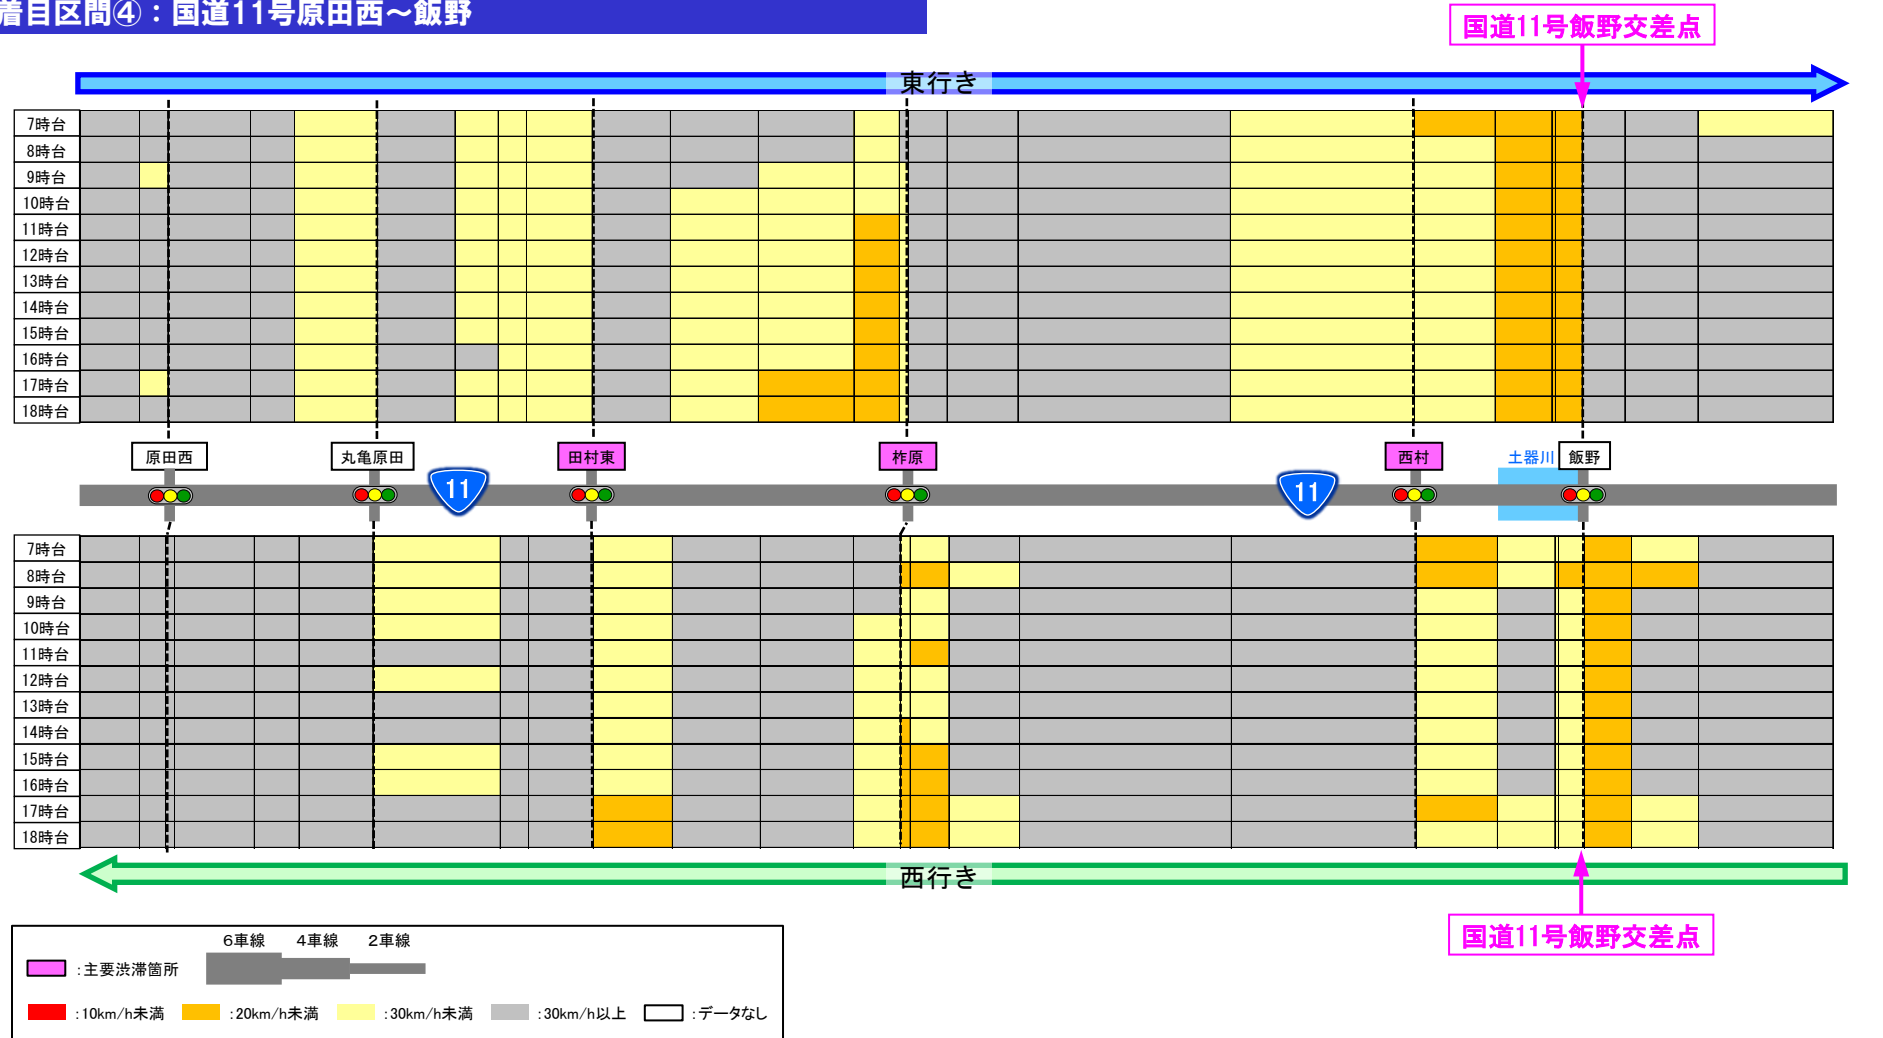 着目区間④：国道11号原田西～飯野
国道11号飯野交差点
東行き
7時台
8時台
9時台
10時台
11時台
12時台
13時台
14時台
15時台
16時台
17時台
18時台
原田西
丸亀原田
田村東
柞原
西村
土器川
飯野
11
11
7時台
8時台
9時台
10時台
11時台
12時台
13時台
14時台
15時台
16時台
17時台
18時台
西行き
国道11号飯野交差点
6車線 4車線 2車線
:主要渋滞箇所
:10km/h未満 :20km/h未満 :30km/h未満 :30km/h以上 :データなし